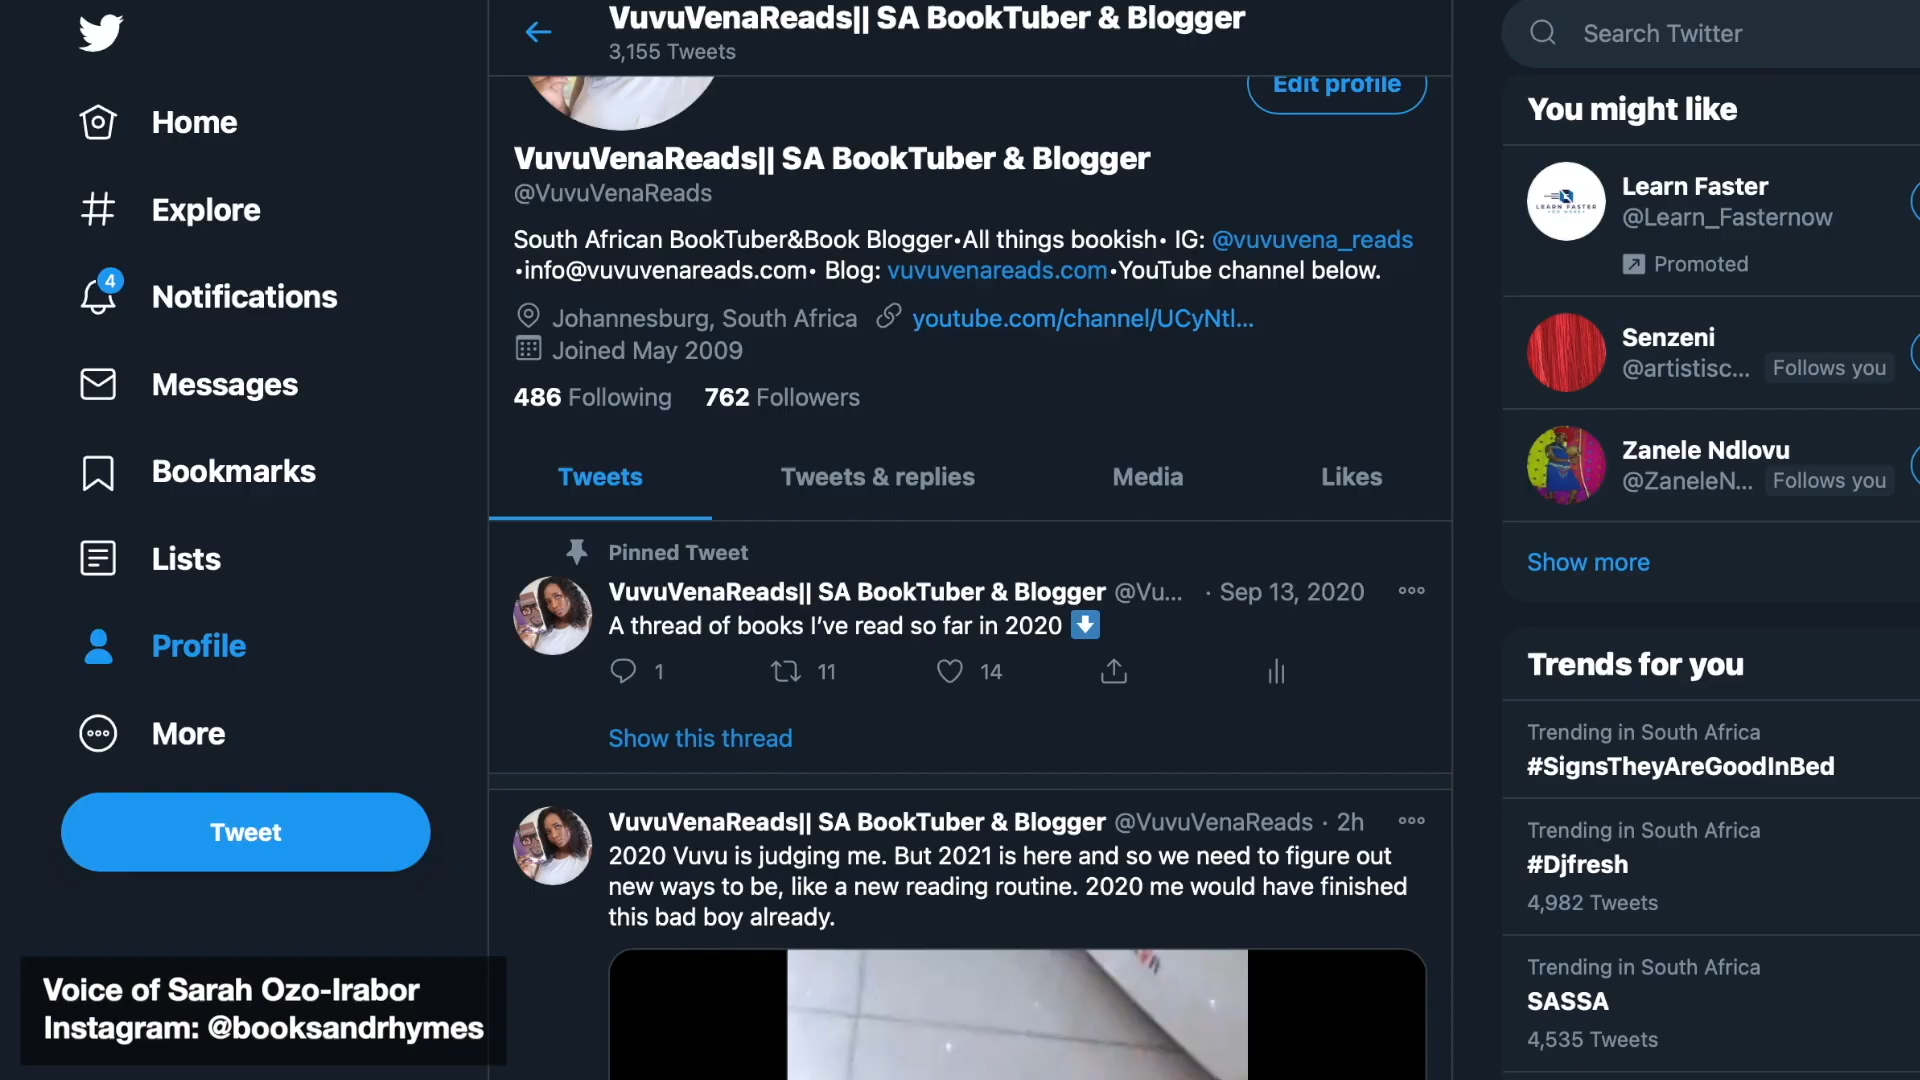 Home
Explore
4
Notifications
Messages
Bookmarks
Lists
Profile
More
Tweet
Voice of Sarah Ozo-Irabor
Instagram: @booksandrhymes
VuvuVenaReads|| SA BookTuber & Blogger
3,155 Tweets
Edit profile
VuvuVenaReads|| SA BookTuber & Blogger
@VuvuVenaReads
South African BookTuber&Book Blogger•All things bookish• IG: @vuvuvena_reads
•info@vuvuvenareads.com• Blog: vuvuvenareads.com•YouTube channel below.
Johannesburg, South Africa youtube.com/channel/UCyNtl...
Joined May 2009
486 Following 762 Followers
Tweets Tweets & replies Media Likes
Pinned Tweet
VuvuVenaReads|| SA BookTuber & Blogger @Vu... · Sep 13, 2020
A thread of books I’ve read so far in 2020 ⬇️
1 11 14
Show this thread
VuvuVenaReads|| SA BookTuber & Blogger @VuvuVenaReads · 2h
2020 Vuvu is judging me. But 2021 is here and so we need to figure out
new ways to be, like a new reading routine. 2020 me would have finished
this bad boy already.
Search Twitter
You might like
LEARN FASTER
Learn Faster
@Learn_Fasternow
Promoted
Senzeni
@artistisc... Follows you
Zanele Ndlovu
@ZaneleN... Follows you
Show more
Trends for you
Trending in South Africa
#SignsTheyAreGoodInBed
Trending in South Africa
#Djfresh
4,982 Tweets
Trending in South Africa
SASSA
4,535 Tweets